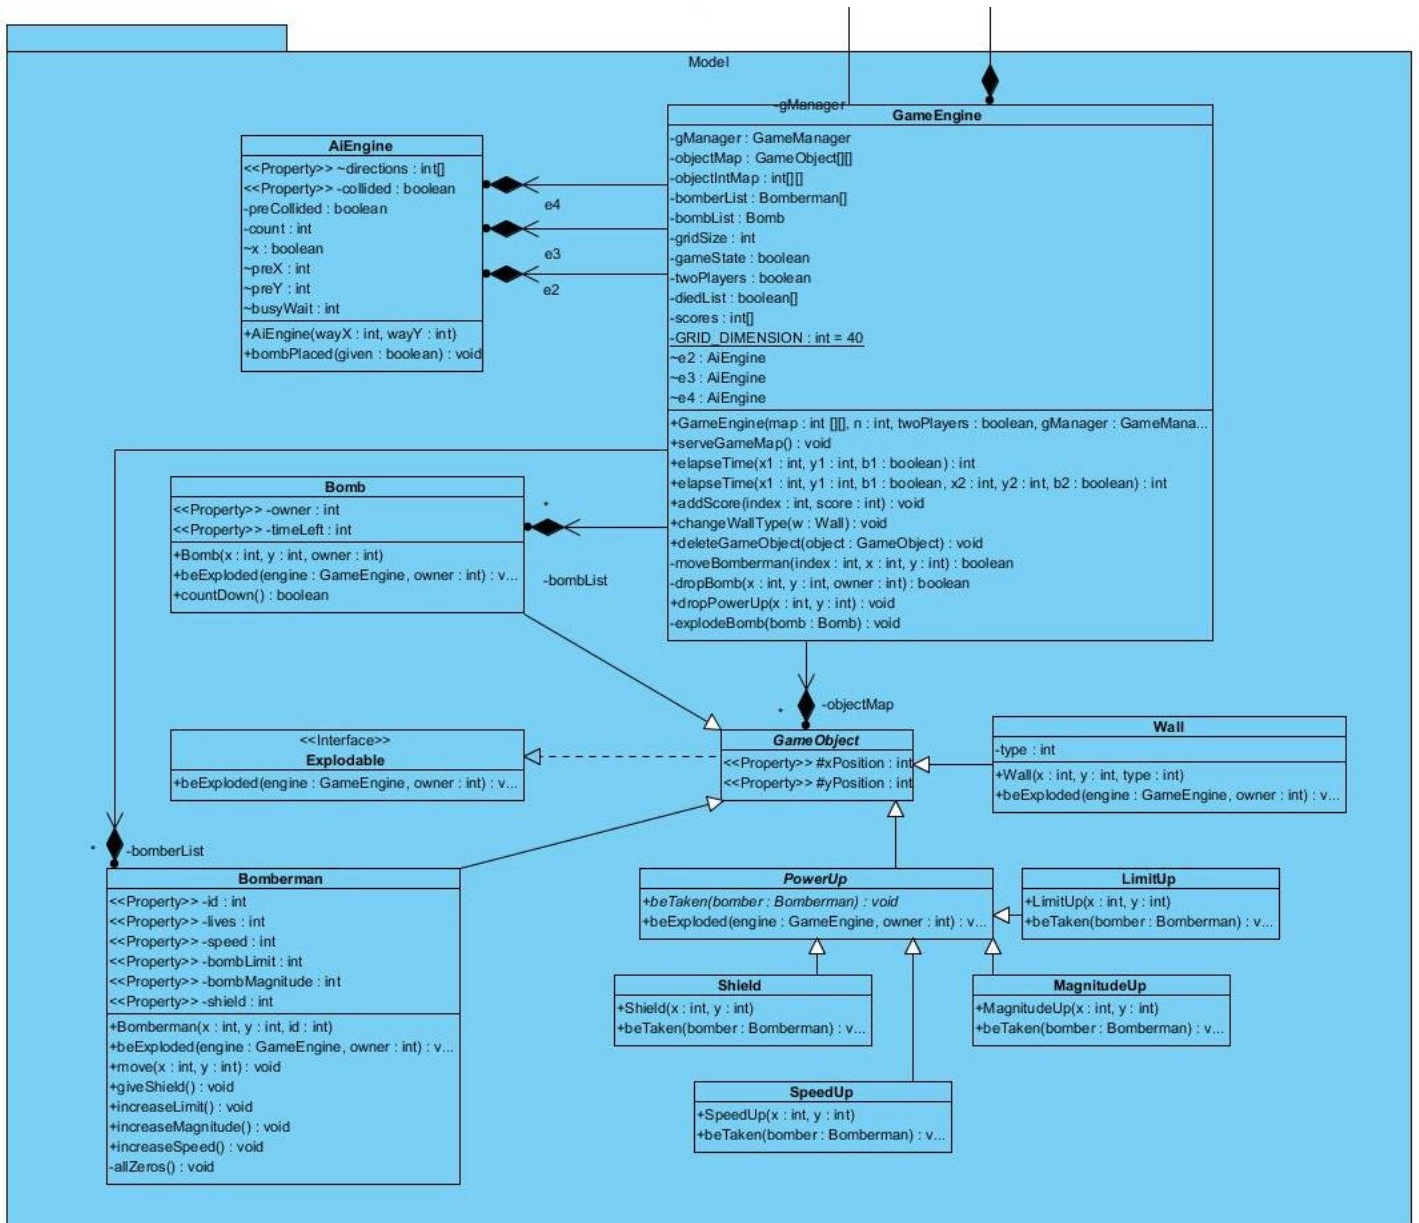 Model
-gManager
GameEngine
-gManager : GameManager
-objectMap : GameObject[][]
-objectIntMap : int[][]
-bomberList : Bomberman[]
-bombList : Bomb
-gridSize : int
-gameState : boolean
-twoPlayers : boolean
-diedList : boolean[]
-scores : int[]
-GRID_DIMENSION : int = 40
~e2 : AiEngine
~e3 : AiEngine
~e4 : AiEngine
+GameEngine(map : int [][], n : int, twoPlayers : boolean, gManager : GameMana...
+serveGameMap() : void
+elapseTime(x1 : int, y1 : int, b1 : boolean) : int
+elapseTime(x1 : int, y1 : int, b1 : boolean, x2 : int, y2 : int, b2 : boolean) : int
+addScore(index : int, score : int) : void
+changeWallType(w : Wall) : void
+deleteGameObject(object : GameObject) : void
-moveBomberman(index : int, x : int, y : int) : boolean
-dropBomb(x : int, y : int, owner : int) : boolean
+dropPowerUp(x : int, y : int) : void
-explodeBomb(bomb : Bomb) : void
AiEngine
<<Property>> ~directions : int[]
<<Property>> -collided : boolean
-preCollided : boolean
-count : int
~x : boolean
~preX : int
~preY : int
~busyWait : int
+AiEngine(wayX : int, wayY : int)
+bombPlaced(given : boolean) : void
e4
e3
e2
Bomb
<<Property>> -owner : int
<<Property>> -timeLeft : int
+Bomb(x : int, y : int, owner : int)
+beExploded(engine : GameEngine, owner : int) : v...
+countDown() : boolean
*
-bombList
*
-objectMap
<<Interface>>
Explodable
+beExploded(engine : GameEngine, owner : int) : v...
GameObject
<<Property>> #xPosition : int
<<Property>> #yPosition : int
Wall
-type : int
+Wall(x : int, y : int, type : int)
+beExploded(engine : GameEngine, owner : int) : v...
*
-bomberList
Bomberman
<<Property>> -id : int
<<Property>> -lives : int
<<Property>> -speed : int
<<Property>> -bombLimit : int
<<Property>> -bombMagnitude : int
<<Property>> -shield : int
+Bomberman(x : int, y : int, id : int)
+beExploded(engine : GameEngine, owner : int) : v...
+move(x : int, y : int) : void
+giveShield() : void
+increaseLimit() : void
+increaseMagnitude() : void
+increaseSpeed() : void
-allZeros() : void
PowerUp
+beTaken(bomber : Bomberman) : void
+beExploded(engine : GameEngine, owner : int) : v...
LimitUp
+LimitUp(x : int, y : int)
+beTaken(bomber : Bomberman) : v...
Shield
+Shield(x : int, y : int)
+beTaken(bomber : Bomberman) : v...
MagnitudeUp
+MagnitudeUp(x : int, y : int)
+beTaken(bomber : Bomberman) : v...
SpeedUp
+SpeedUp(x : int, y : int)
+beTaken(bomber : Bomberman) : v...